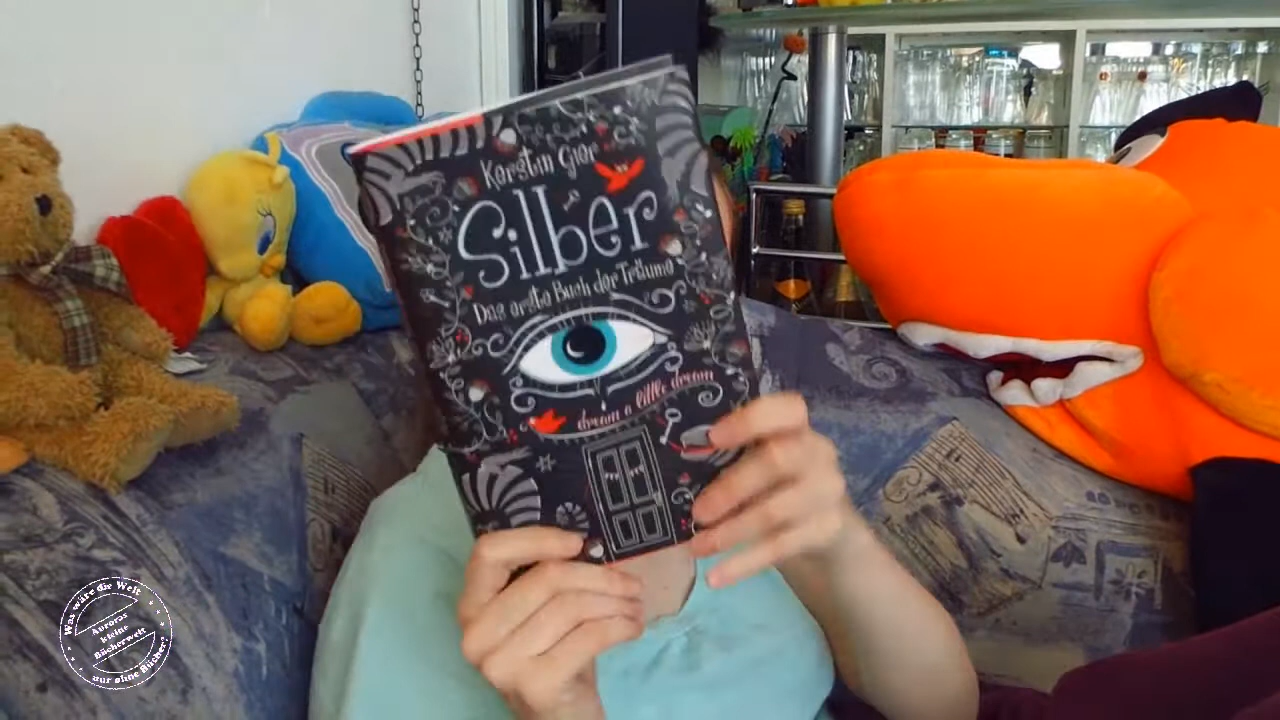 Kerstin Gier
Silber
Das erste Buch der Träume
dream a little dream
Was wäre die Welt
Auroras
kleine
Bücherwelt
nur ohne Bücher?